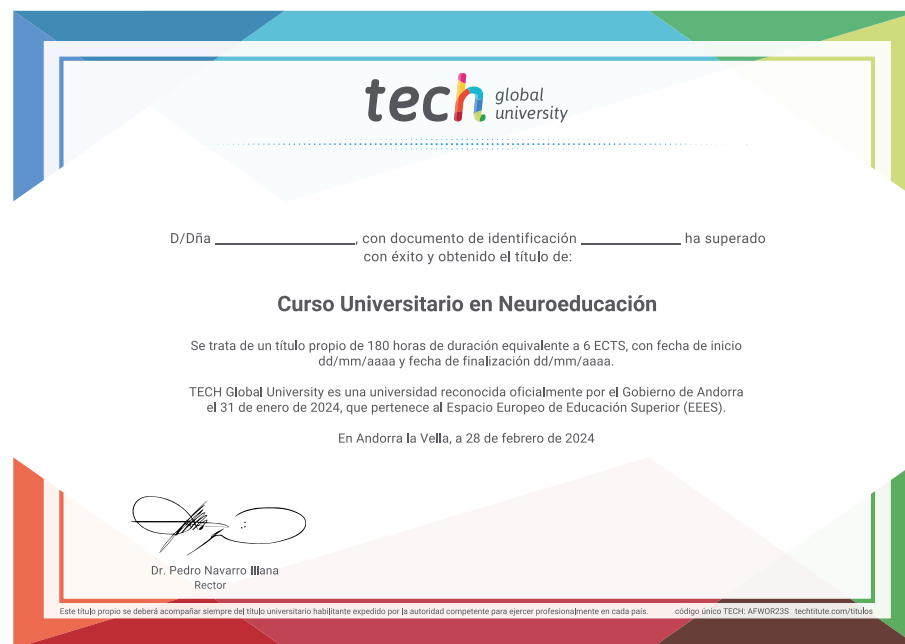 tech global university
D/Dña ____________________, con documento de identificación ______________ ha superado
con éxito y obtenido el título de:
Curso Universitario en Neuroeducación
Se trata de un título propio de 180 horas de duración equivalente a 6 ECTS, con fecha de inicio
dd/mm/aaaa y fecha de finalización dd/mm/aaaa.
TECH Global University es una universidad reconocida oficialmente por el Gobierno de Andorra
el 31 de enero de 2024, que pertenece al Espacio Europeo de Educación Superior (EEES).
En Andorra la Vella, a 28 de febrero de 2024
Dr. Pedro Navarro Illana
Rector
Este título propio se deberá acompañar siempre del título universitario habilitante expedido por la autoridad competente para ejercer profesionalmente en cada país. código único TECH: AFWOR23S techtitute.com/titulos